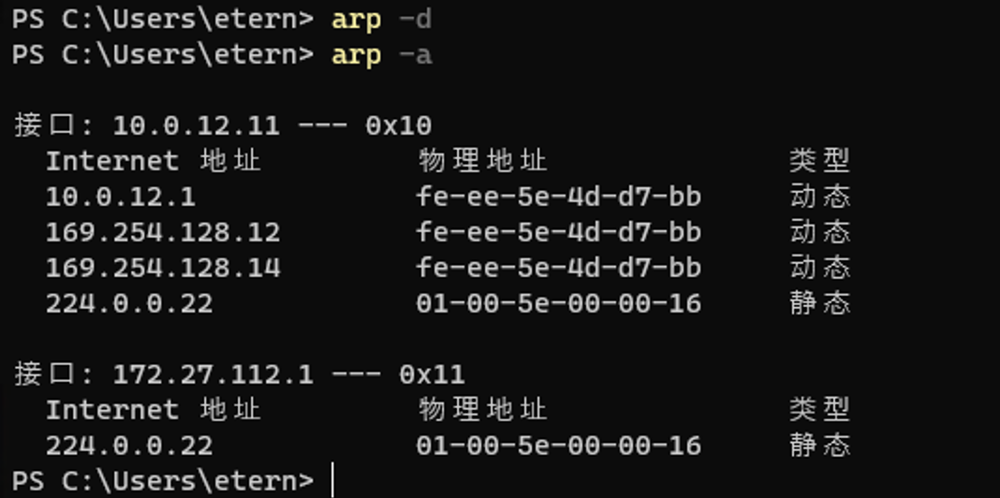 PS C:\Users\etern> arp -d
PS C:\Users\etern> arp -a
接口: 10.0.12.11 --- 0x10
Internet 地址 物理地址 类型
10.0.12.1 fe-ee-5e-4d-d7-bb 动态
169.254.128.12 fe-ee-5e-4d-d7-bb 动态
169.254.128.14 fe-ee-5e-4d-d7-bb 动态
224.0.0.22 01-00-5e-00-00-16 静态
接口: 172.27.112.1 --- 0x11
Internet 地址 物理地址 类型
224.0.0.22 01-00-5e-00-00-16 静态
PS C:\Users\etern>